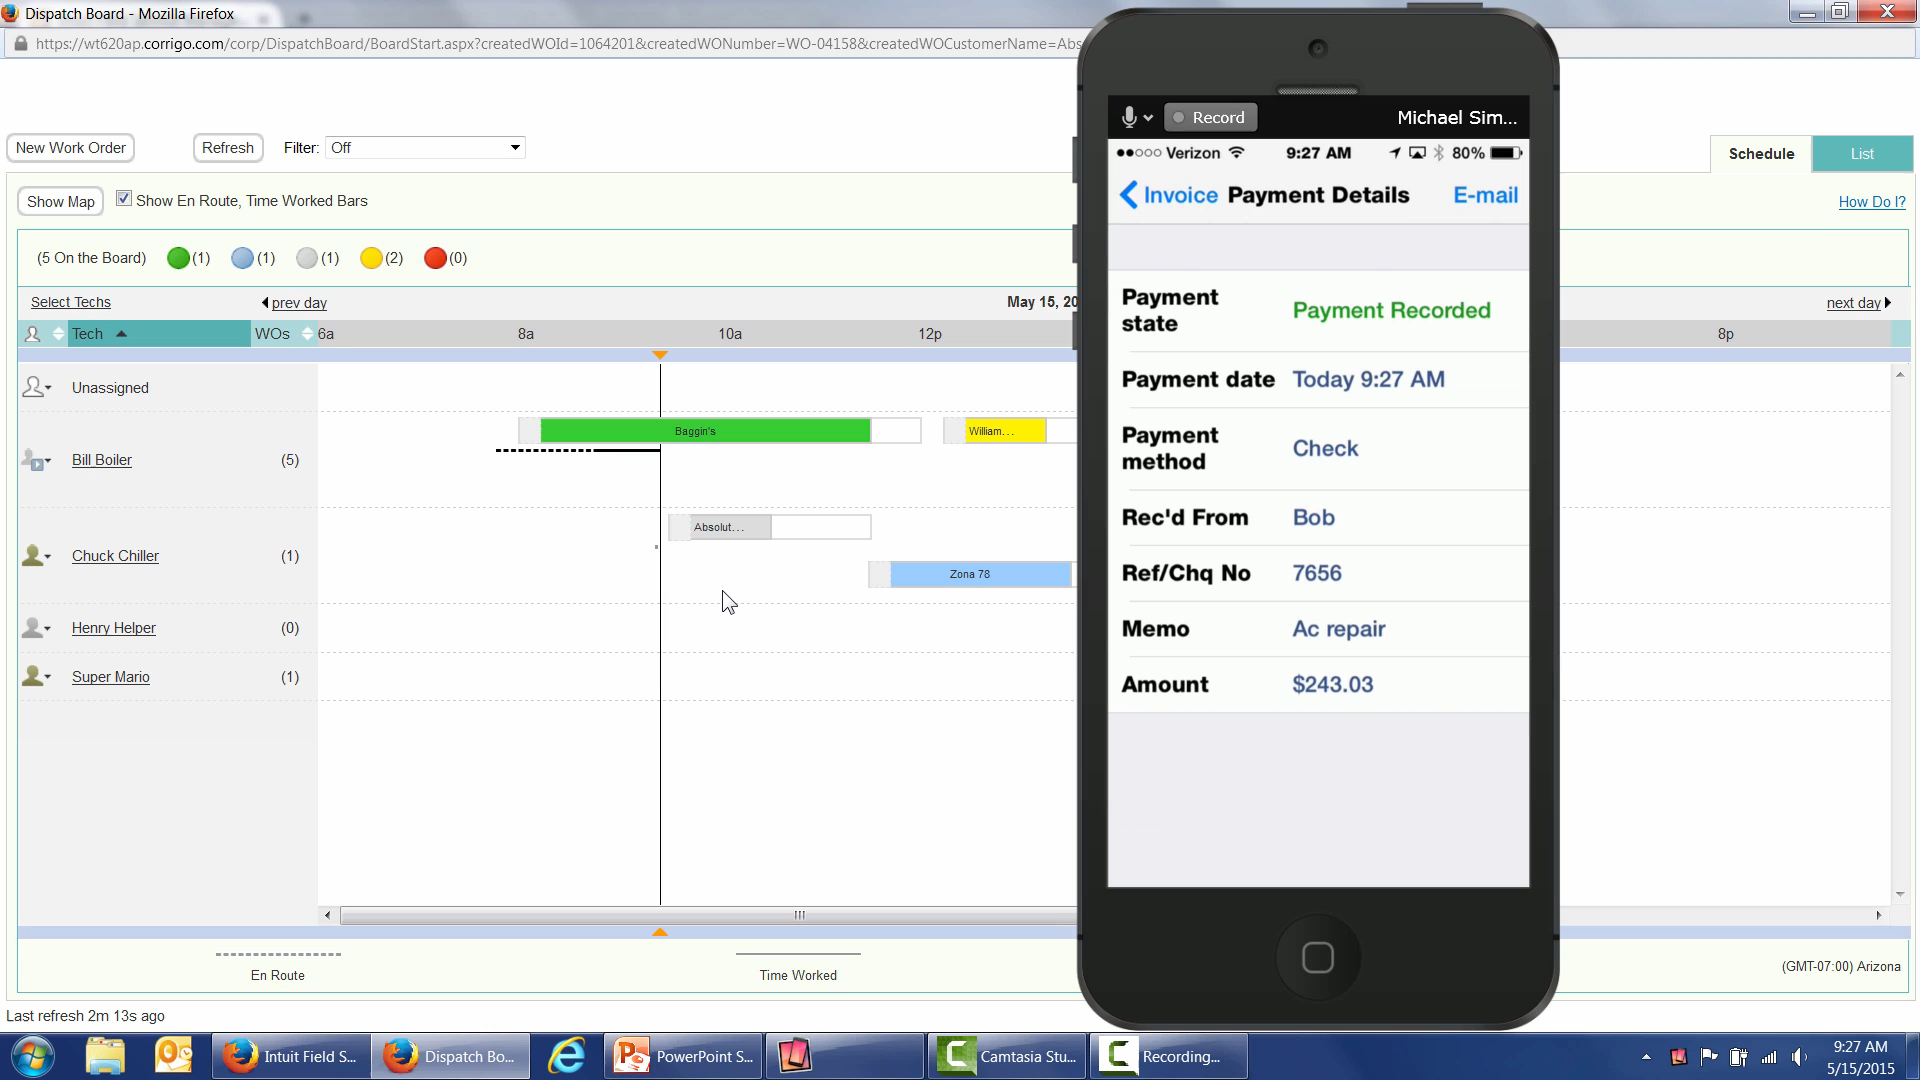 Dispatch Board - Mozilla Firefox
https://wt620ap.corrigo.com/corp/DispatchBoard/BoardStart.aspx?createdWOId=1064201&createdWONumber=WO-04158&createdWOCustomerName=Abs
New Work Order
Refresh
Filter:
Off
Schedule
List
Show Map
Show En Route, Time Worked Bars
How Do I?
(5 On the Board)
(1)
(1)
(1)
(2)
(0)
Select Techs
prev day
May 15, 20
next day
Tech
WOs
6a
8a
10a
12p
8p
Unassigned
Baggin's
William...
Bill Boiler
(5)
Absolut...
Chuck Chiller
(1)
Zona 78
Henry Helper
(0)
Super Mario
(1)
En Route
Time Worked
(GMT-07:00) Arizona
Last refresh 2m 13s ago
Record
Michael Sim...
Verizon
9:27 AM
80%
Invoice
Payment Details
E-mail
Payment
state
Payment Recorded
Payment date
Today 9:27 AM
Payment
method
Check
Rec'd From
Bob
Ref/Chq No
7656
Memo
Ac repair
Amount
$243.03
Intuit Field S...
Dispatch Bo...
PowerPoint S...
Camtasia Stu...
Recording...
9:27 AM
5/15/2015